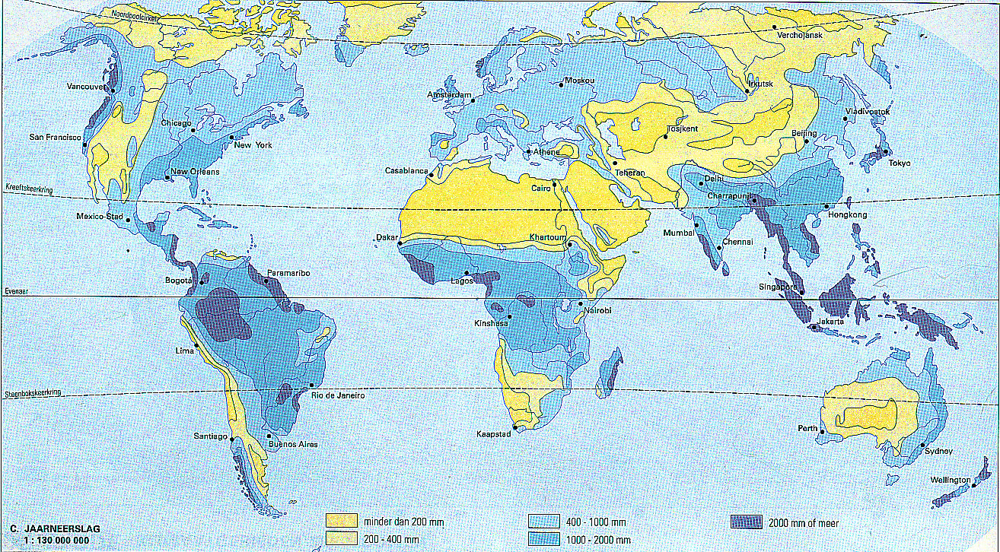 Noordpoolcirkel
Verchojansk
Vancouver
Moskou
Irkutsk
Amsterdam
Chicago
Vladivostok
San Francisco
New York
Tosjkent
Beijing
Athene
Tokyo
New Orleans
Casablanca
Teheran
Kreeftskeerkring
Cairo
Delhi
Charrapunji
Mexico-Stad
Hongkong
Dakar
Khartoum
Mumbai
Chennai
Bogotá
Paramaribo
Lagos
Singapore
Evenaar
Nairobi
Kinshasa
Jakarta
Lima
Steenbokskeerkring
Rio de Janeiro
Santiago
Buenos Aires
Kaapstad
Perth
Sydney
Wellington
C. JAARNEERSLAG
1 : 130 000 000
minder dan 200 mm
200 - 400 mm
400 - 1000 mm
1000 - 2000 mm
2000 mm of meer